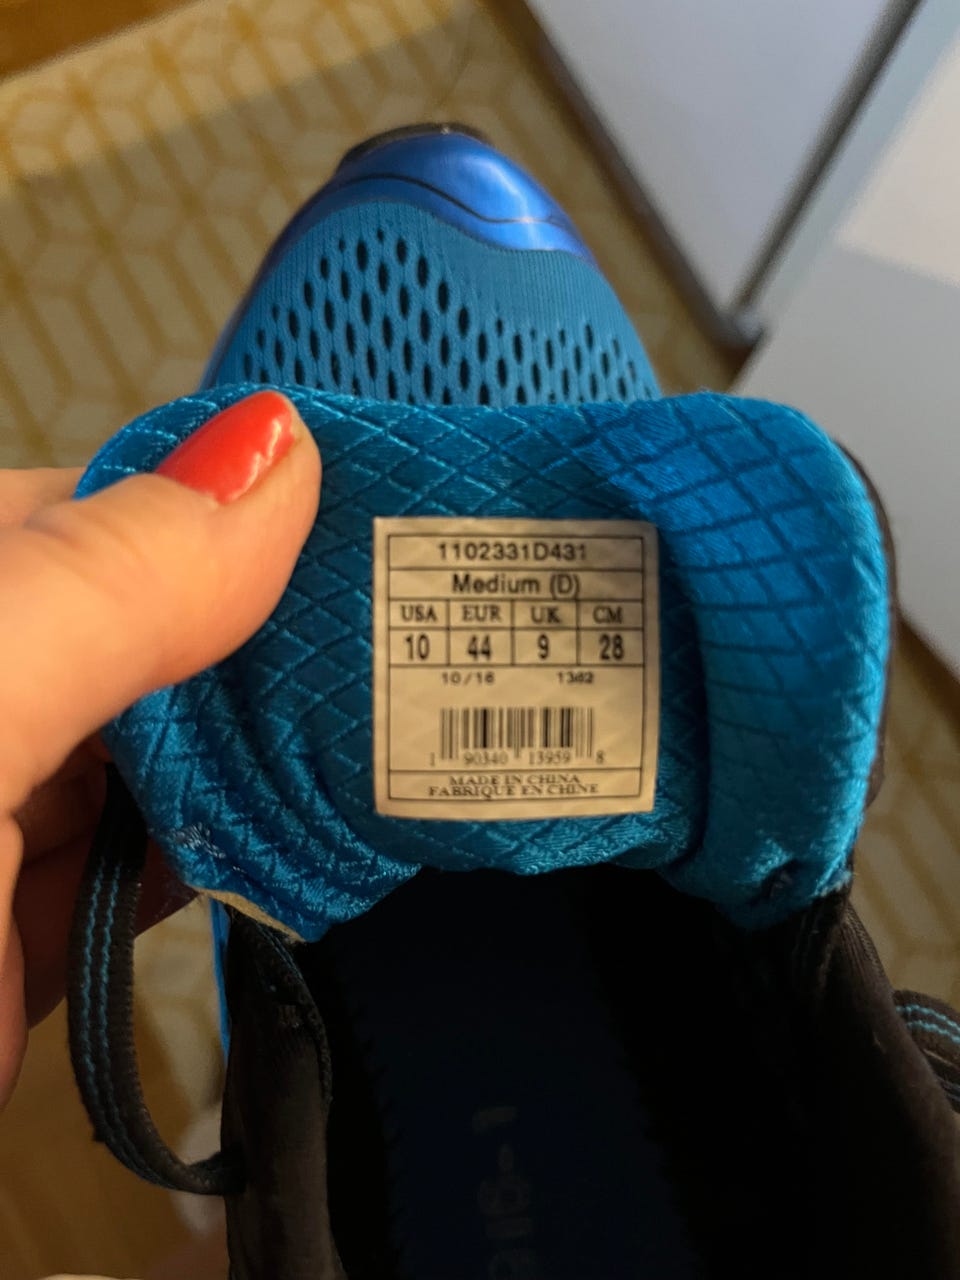 1102331D431
Medium (D)
USA EUR UK CM
10 44 9 28
10/16 1362
1 90340 13959 8
MADE IN CHINA
FABRIQUE EN CHINE